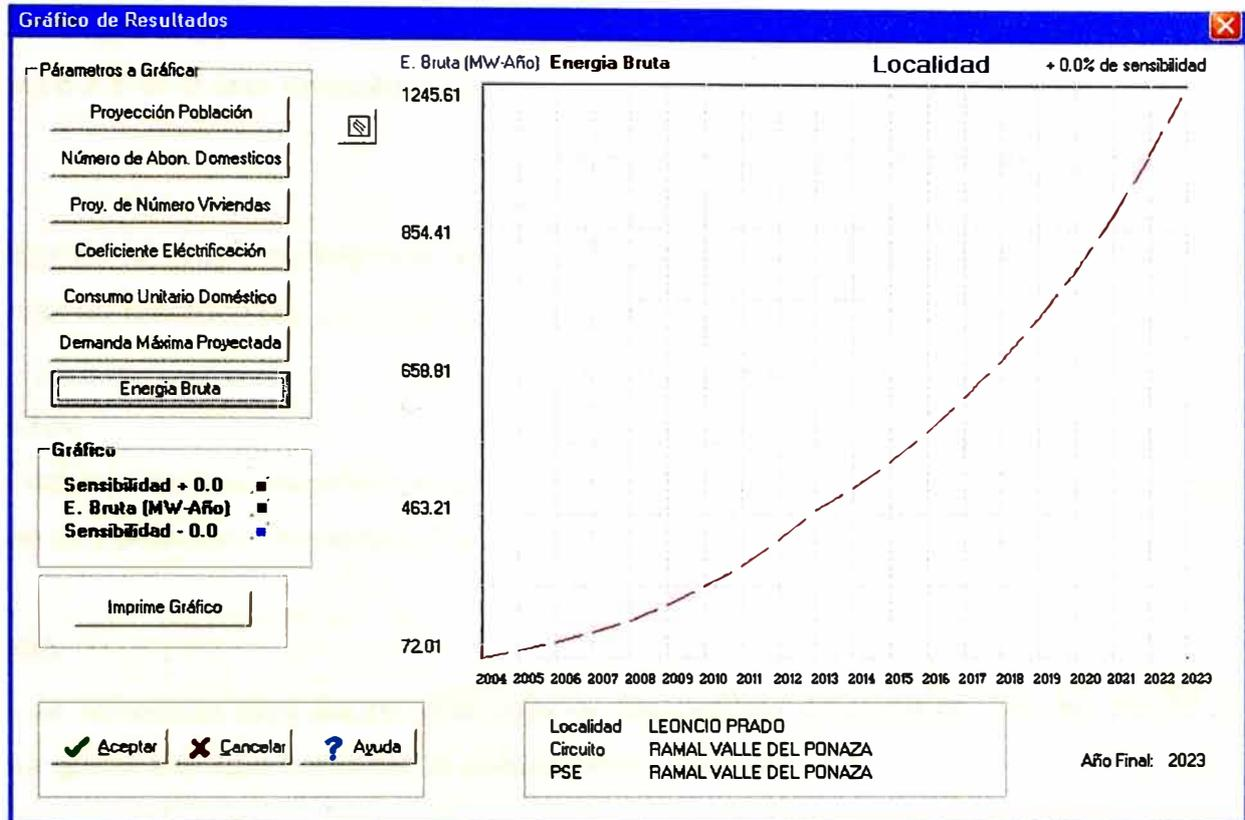 Gráfico de Resultados
Párametros a Gráficar
Proyección Población
Número de Abon. Domesticos
Proy. de Número Viviendas
Coeficiente Eléctrificación
Consumo Unitario Doméstico
Demanda Máxima Proyectada
Energia Bruta
Gráfico
Sensibilidad + 0.0
E. Bruta (MW-Año)
Sensibilidad - 0.0
Imprime Gráfico
Aceptar Cancelar Ayuda
E. Bruta (MW-Año) Energia Bruta Localidad + 0.0% de sensibilidad
1245.61
854.41
658.81
463.21
72.01
2004 2005 2006 2007 2008 2009 2010 2011 2012 2013 2014 2015 2016 2017 2018 2019 2020 2021 2022 2023
Localidad LEONCIO PRADO
Circuito RAMAL VALLE DEL PONAZA
PSE RAMAL VALLE DEL PONAZA
Año Final: 2023